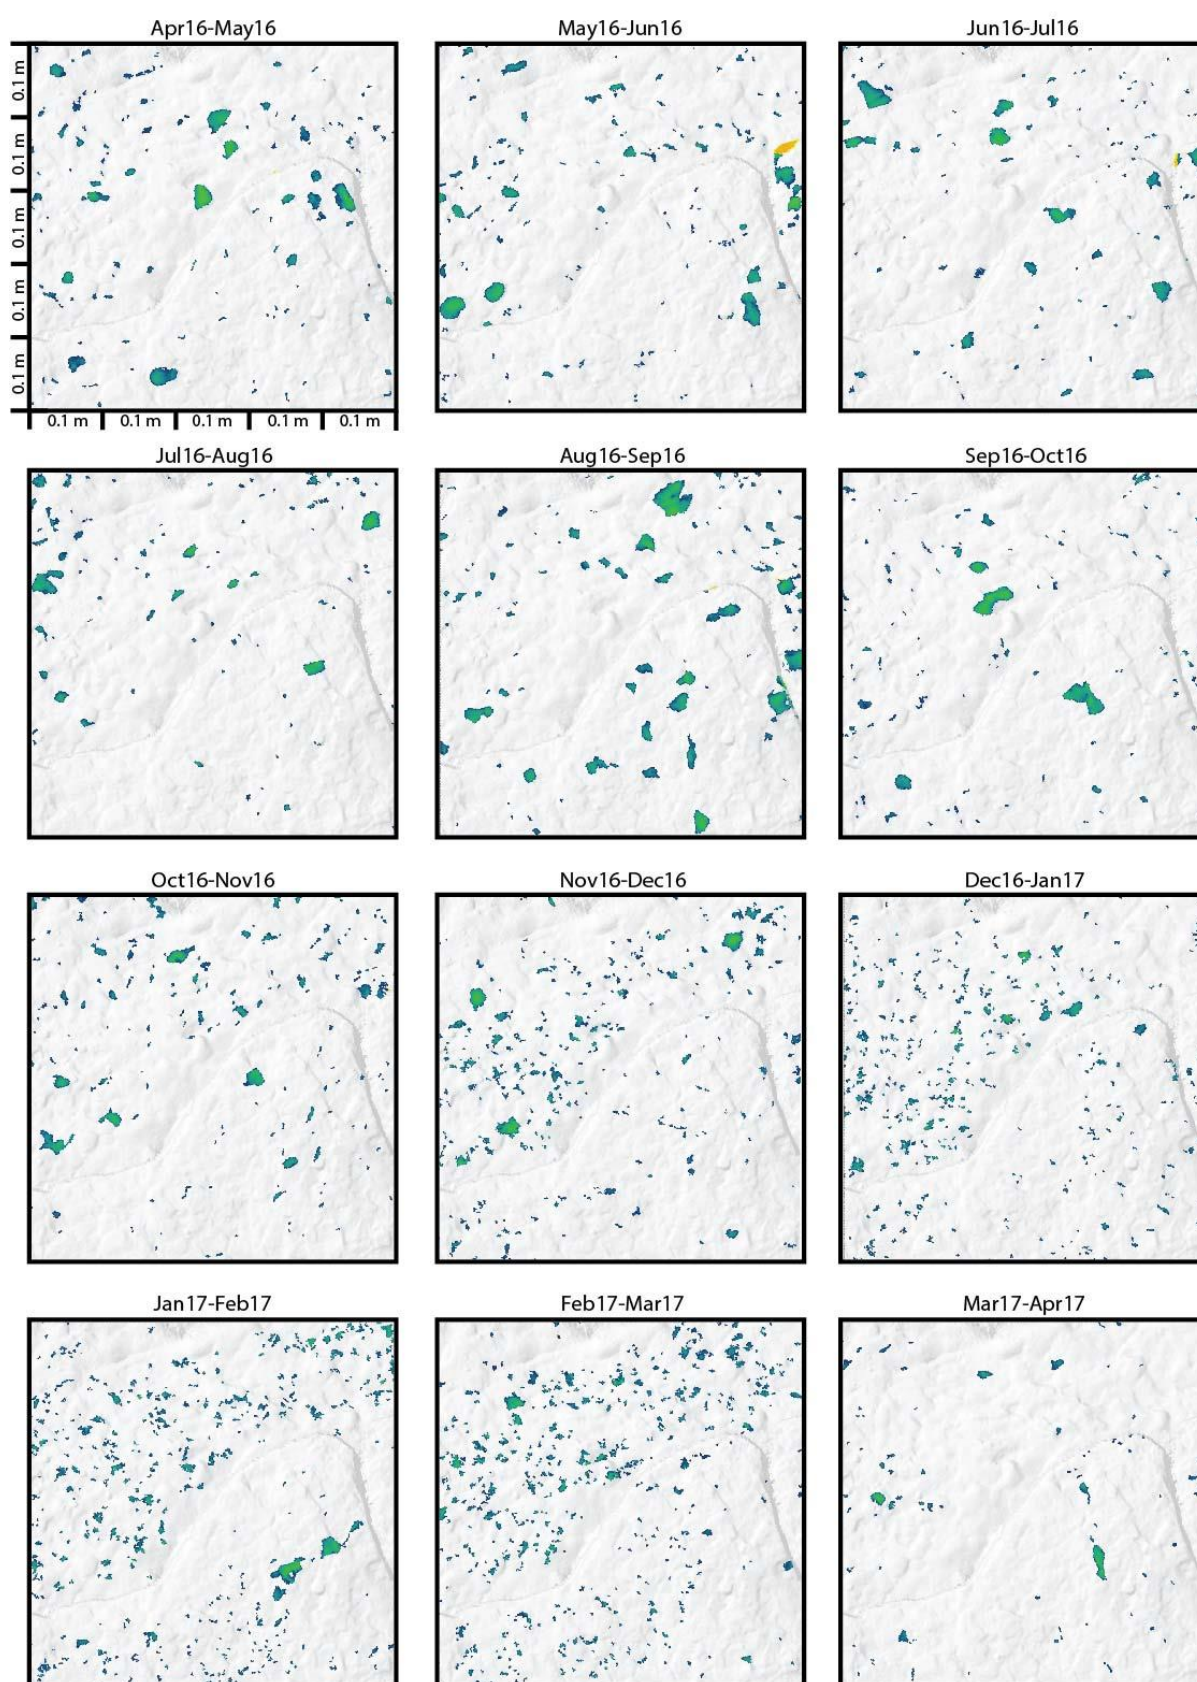 Apr16-May16
May16-Jun16
Jun16-Jul16
0.1 m
0.1 m
0.1 m
0.1 m
0.1 m
0.1 m
0.1 m
0.1 m
0.1 m
0.1 m
Jul16-Aug16
Aug16-Sep16
Sep16-Oct16
Oct16-Nov16
Nov16-Dec16
Dec16-Jan17
Jan17-Feb17
Feb17-Mar17
Mar17-Apr17